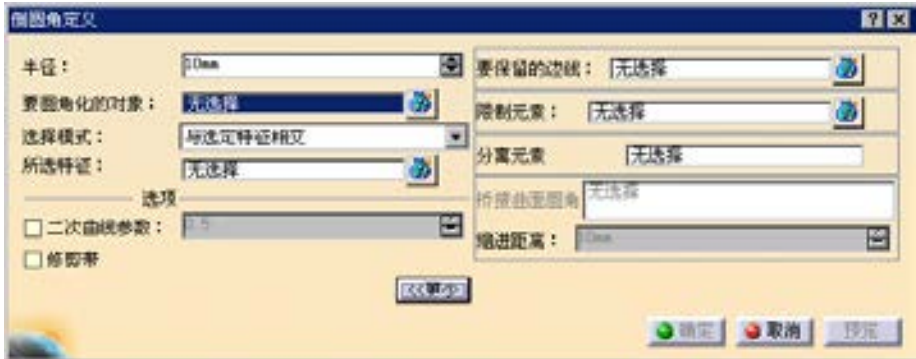 倒圆角定义
半径：
10mm
要圆角化的对象：
无选择
选择模式：
与选定特征相交
所选特征：
无选择
选项
二次曲线参数：
0.5
修剪带
要保留的边线：
无选择
限制元素：
无选择
分离元素
无选择
桥接曲面圆角
无选择
缩进距离：
10mm
<<更少
确定
取消
预览